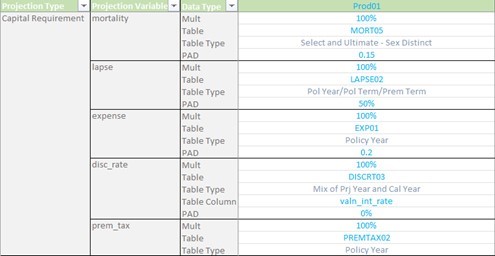 Projection Type Projection Variable Data Type Prod01
Capital Requirement mortality Mult 100%
Table MORT05
Table Type Select and Ultimate - Sex Distinct
PAD 0.15
lapse Mult 100%
Table LAPSE02
Table Type Pol Year/Pol Term/Prem Term
PAD 50%
expense Mult 100%
Table EXP01
Table Type Policy Year
PAD 0.2
disc_rate Mult 100%
Table DISCRT03
Table Type Mix of Prj Year and Cal Year
Table Column valn_int_rate
PAD 0%
prem_tax Mult 100%
Table PREMTAX02
Table Type Policy Year